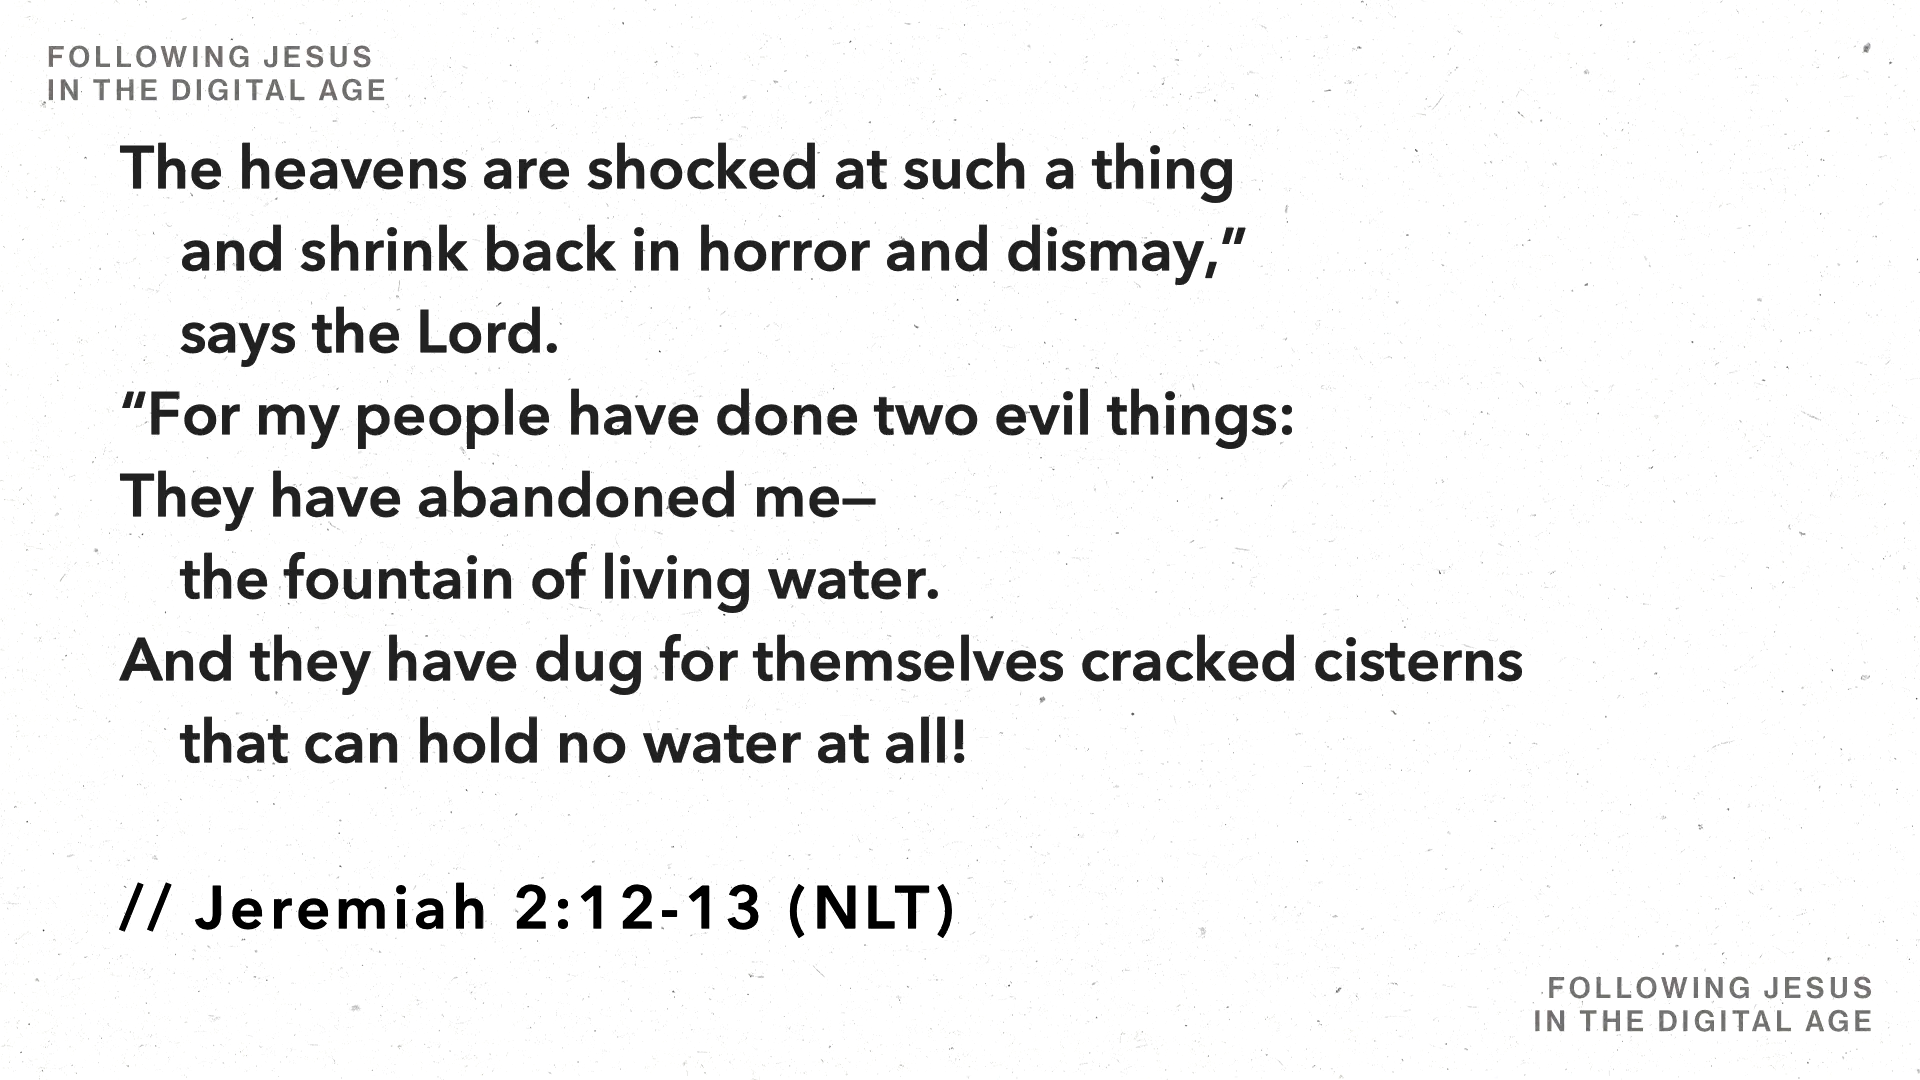 FOLLOWING JESUS
IN THE DIGITAL AGE
The heavens are shocked at such a thing
and shrink back in horror and dismay,”
says the Lord.
“For my people have done two evil things:
They have abandoned me—
the fountain of living water.
And they have dug for themselves cracked cisterns
that can hold no water at all!
// Jeremiah 2:12-13 (NLT)
FOLLOWING JESUS
IN THE DIGITAL AGE